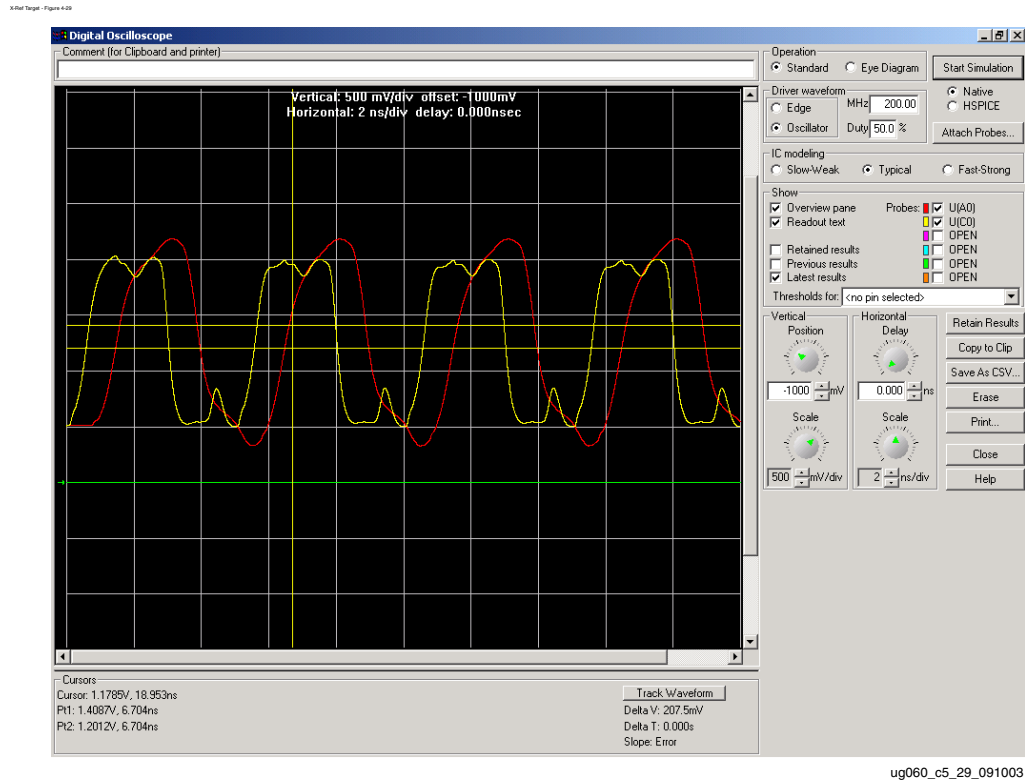 X-Ref Target - Figure 4-29
Digital Oscilloscope
Comment (for Clipboard and printer)
Vertical: 500 mV/div offset: -1000mV
Horizontal: 2 ns/div delay: 0.000nsec
Operation
Standard
Eye Diagram
Start Simulation
Driver waveform
Edge
Oscillator
MHz 200.00
Duty 50.0 %
Native
HSPICE
Attach Probes...
IC modeling
Slow-Weak
Typical
Fast-Strong
Show
Overview pane
Readout text
Retained results
Previous results
Latest results
Probes:
U(A0)
U(C0)
OPEN
OPEN
OPEN
OPEN
Thresholds for: <no pin selected>
Vertical
Position
-1000 mV
Scale
500 mV/div
Horizontal
Delay
0.000 ns
Scale
2 ns/div
Retain Results
Copy to Clip
Save As CSV...
Erase
Print...
Close
Help
Cursors
Cursor: 1.1785V, 18.953ns
Pt1: 1.4087V, 6.704ns
Pt2: 1.2012V, 6.704ns
Track Waveform
Delta V: 207.5mV
Delta T: 0.000s
Slope: Error
ug060_c5_29_091003